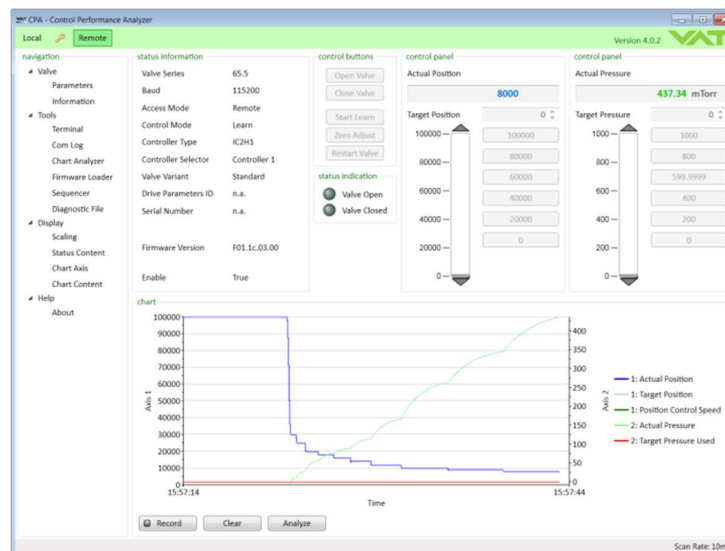 CPA - Control Performance Analyzer
Local Remote Version 4.0.2 VAT
navigation
Valve
Parameters
Information
Tools
Terminal
Com Log
Chart Analyzer
Firmware Loader
Sequencer
Diagnostic File
Display
Scaling
Status Content
Chart Axis
Chart Content
Help
About
status information
Valve Series 65.5
Baud 115200
Access Mode Remote
Control Mode Learn
Controller Type IC2H1
Controller Selector Controller 1
Valve Variant Standard
Drive Parameters ID n.a.
Serial Number n.a.
Firmware Version F01.1c.03.00
Enable True
control buttons
Open Valve
Close Valve
Start Learn
Zero Adjust
Restart Valve
status indication
Valve Open
Valve Closed
control panel
Actual Position
8000
Target Position 0
100000 100000
80000 80000
60000 60000
40000 40000
20000 20000
0 0
control panel
Actual Pressure
437.34 mTorr
Target Pressure 0
1000 1000
800 800
600 599.9999
400 400
200 200
0 0
chart
Axis 1
100000
90000
80000
70000
60000
50000
40000
30000
20000
10000
0
15:57:14 15:57:44
Time
Axis 2
400
350
300
250
200
150
100
50
0
1: Actual Position
1: Target Position
1: Position Control Speed
2: Actual Pressure
2: Target Pressure Used
Record Clear Analyze
Scan Rate: 10m